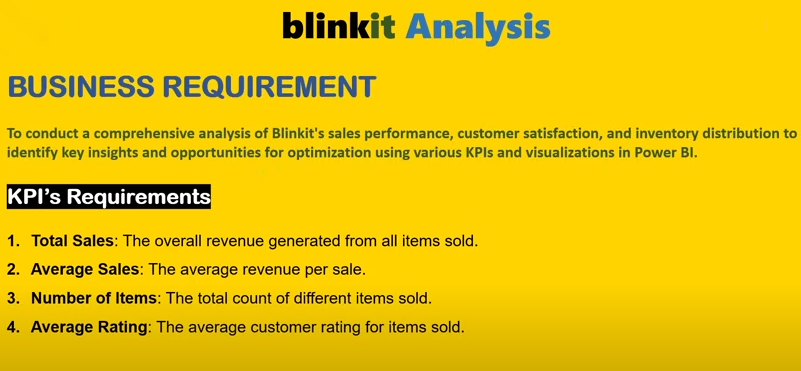 blinkit Analysis
BUSINESS REQUIREMENT
To conduct a comprehensive analysis of Blinkit's sales performance, customer satisfaction, and inventory distribution to
identify key insights and opportunities for optimization using various KPIs and visualizations in Power BI.
KPI's Requirements
1. Total Sales: The overall revenue generated from all items sold.
2. Average Sales: The average revenue per sale.
3. Number of Items: The total count of different items sold.
4. Average Rating: The average customer rating for items sold.